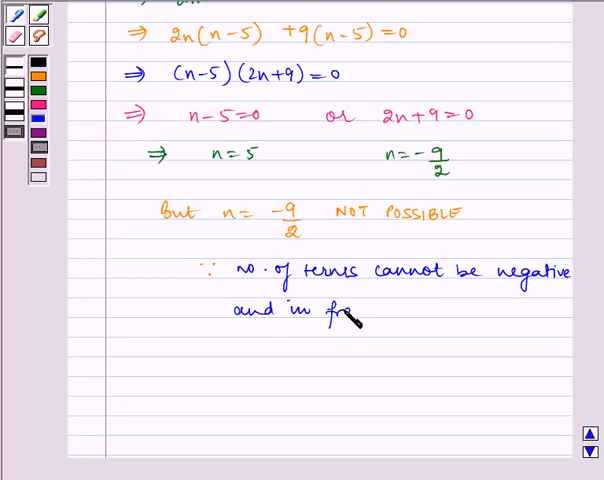 ⇒ 2n(n-5) +9(n-5)=0
⇒ (n-5)(2n+9)=0
⇒ n-5=0 or 2n+9=0
⇒ n=5 n=-9/2
But n= -9/2 NOT POSSIBLE
∵ no. of terms cannot be negative
and in fr